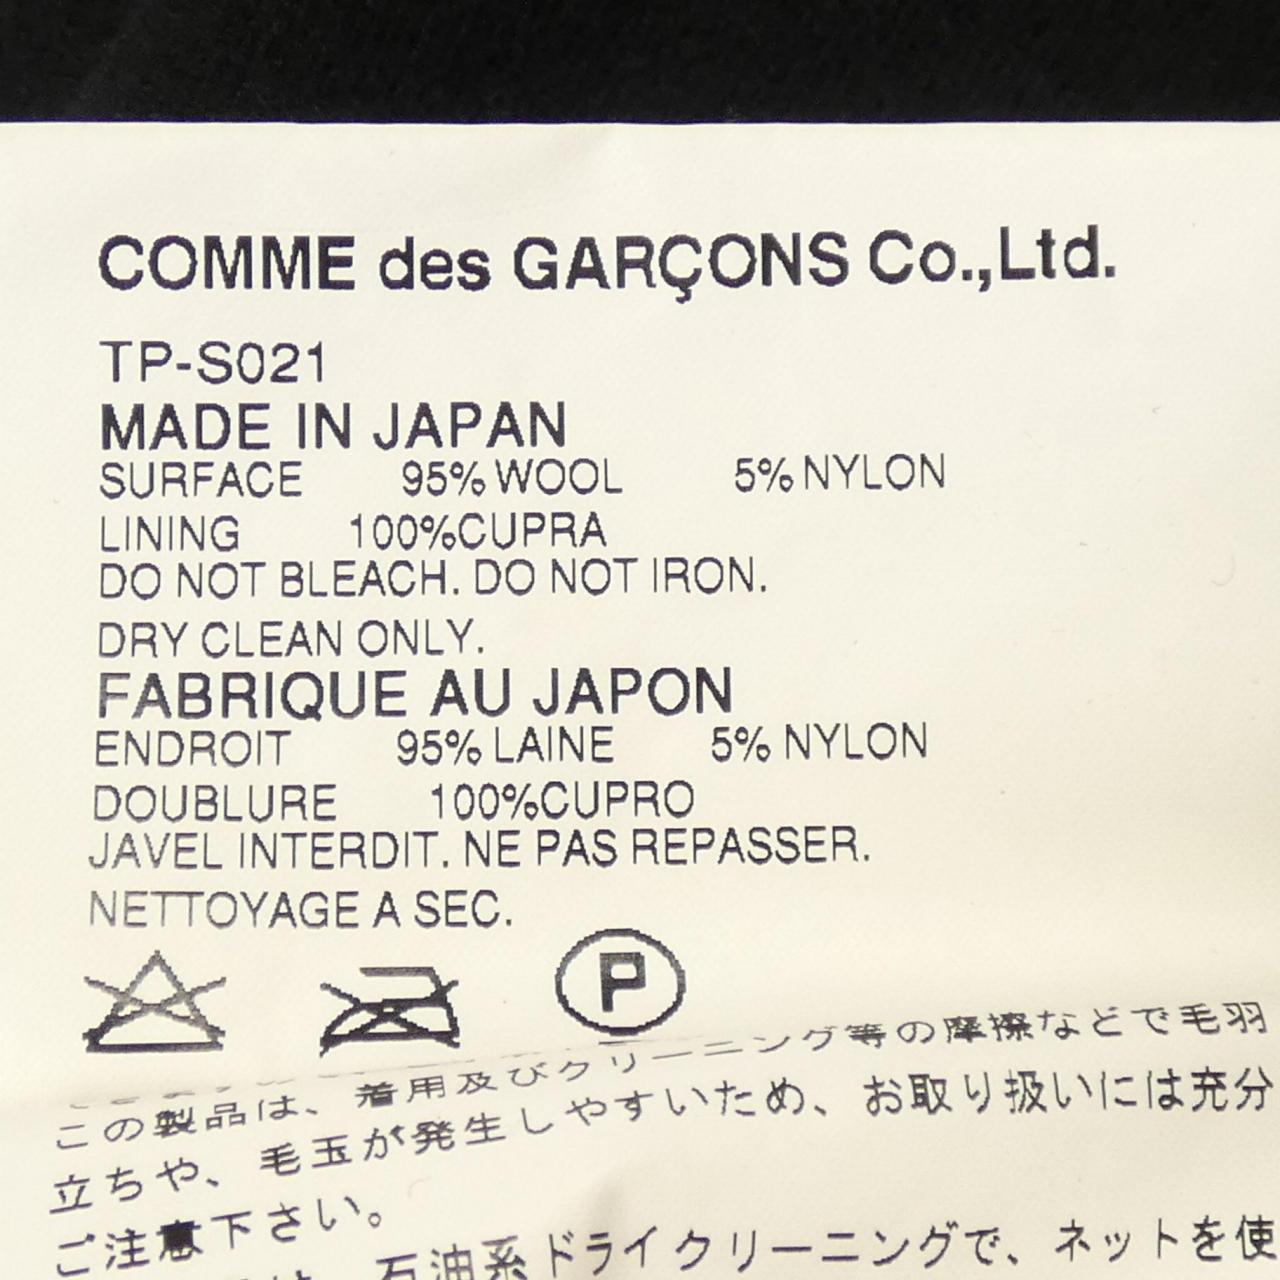 COMME des GARÇONS Co.,Ltd.
TP-S021
MADE IN JAPAN
SURFACE 95% WOOL 5% NYLON
LINING 100%CUPRA
DO NOT BLEACH. DO NOT IRON.
DRY CLEAN ONLY.
FABRIQUE AU JAPON
ENDROIT 95% LAINE 5% NYLON
DOUBLURE 100%CUPRO
JAVEL INTERDIT. NE PAS REPASSER.
NETTOYAGE A SEC.
P
この製品は、着用及びクリーニング等の摩擦などで毛羽
立ちや、毛玉が発生しやすいため、お取り扱いには充分
ご注意下さい。
石油系ドライクリーニングで、ネットを使